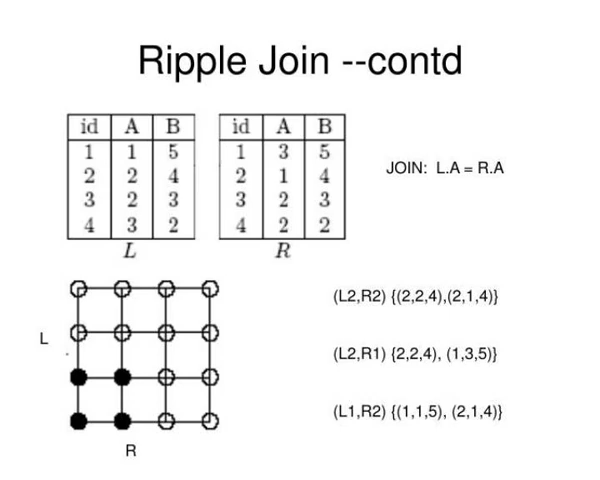 Ripple Join --contd
id A B
1 1 5
2 2 4
3 2 3
4 3 2
L
id A B
1 3 5
2 1 4
3 2 3
4 2 2
R
JOIN: L.A = R.A
L
R
(L2,R2) {(2,2,4),(2,1,4)}
(L2,R1) {2,2,4), (1,3,5)}
(L1,R2) {(1,1,5), (2,1,4)}